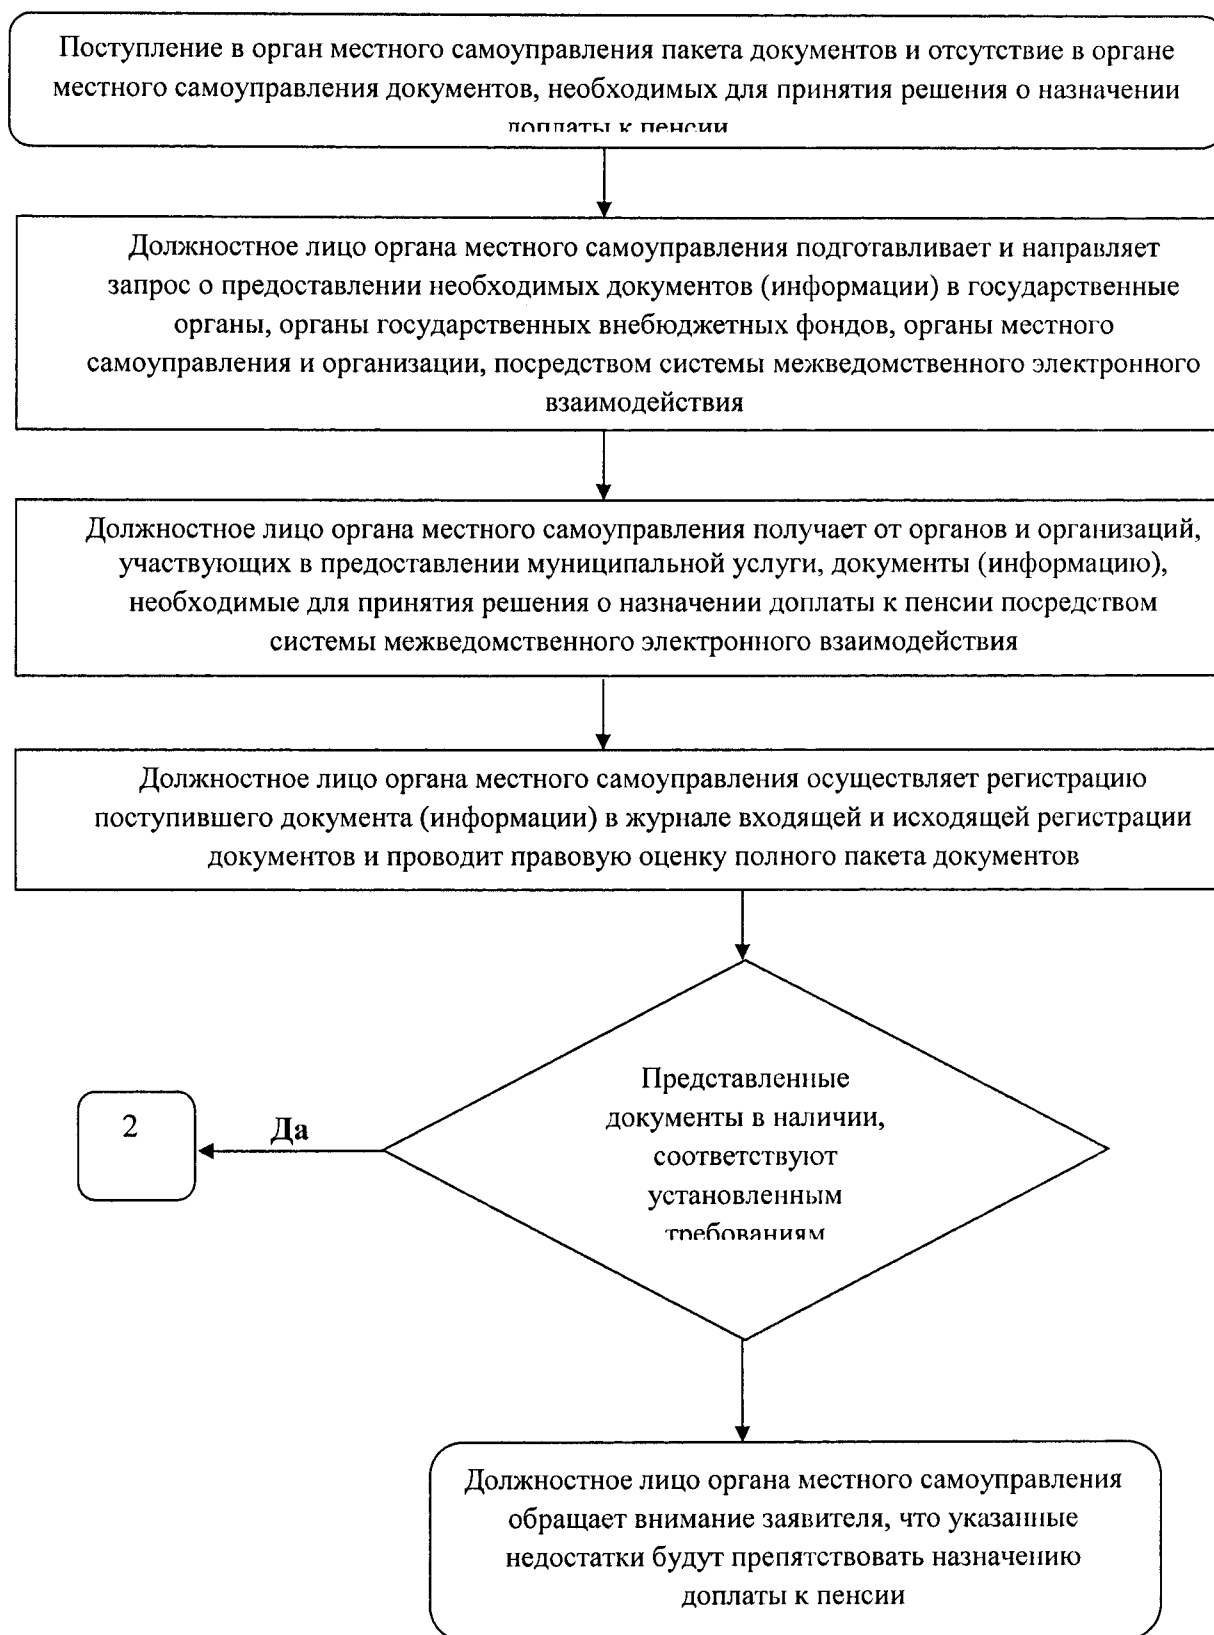 Поступление в орган местного самоуправления пакета документов и отсутствие в органе
местного самоуправления документов, необходимых для принятия решения о назначении
доплаты к пенсии
Должностное лицо органа местного самоуправления подготавливает и направляет
запрос о предоставлении необходимых документов (информации) в государственные
органы, органы государственных внебюджетных фондов, органы местного
самоуправления и организации, посредством системы межведомственного электронного
взаимодействия
Должностное лицо органа местного самоуправления получает от органов и организаций,
участвующих в предоставлении муниципальной услуги, документы (информацию),
необходимые для принятия решения о назначении доплаты к пенсии посредством
системы межведомственного электронного взаимодействия
Должностное лицо органа местного самоуправления осуществляет регистрацию
поступившего документа (информации) в журнале входящей и исходящей регистрации
документов и проводит правовую оценку полного пакета документов
Представленные
документы в наличии,
соответствуют
установленным
требованиям
2
Да
Должностное лицо органа местного самоуправления
обращает внимание заявителя, что указанные
недостатки будут препятствовать назначению
доплаты к пенсии